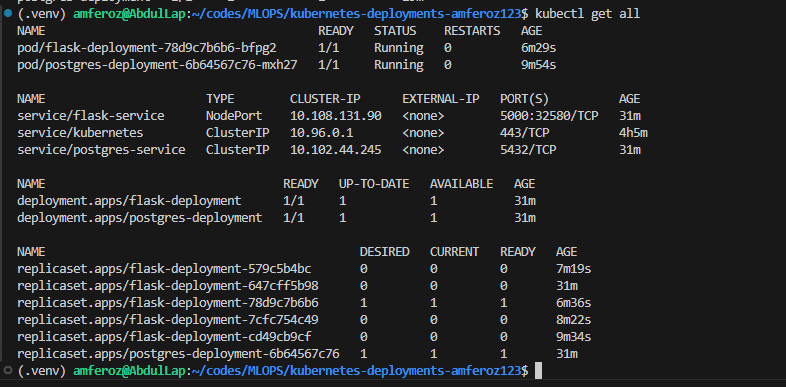 (.venv) amferoz@AbdulLap:~/codes/MLOPS/kubernetes-deployments-amferoz123$ kubectl get all
NAME                                       READY   STATUS    RESTARTS   AGE
pod/flask-deployment-78d9c7b6b6-bfpg2      1/1     Running   0          6m29s
pod/postgres-deployment-6b64567c76-mxh27   1/1     Running   0          9m54s

NAME                       TYPE        CLUSTER-IP      EXTERNAL-IP   PORT(S)          AGE
service/flask-service      NodePort    10.108.131.90   <none>        5000:32580/TCP   31m
service/kubernetes         ClusterIP   10.96.0.1       <none>        443/TCP          4h5m
service/postgres-service   ClusterIP   10.102.44.245   <none>        5432/TCP         31m

NAME                                  READY   UP-TO-DATE   AVAILABLE   AGE
deployment.apps/flask-deployment      1/1     1            1           31m
deployment.apps/postgres-deployment   1/1     1            1           31m

NAME                                             DESIRED   CURRENT   READY   AGE
replicaset.apps/flask-deployment-579c5b4bc       0         0         0       7m19s
replicaset.apps/flask-deployment-647cff5b98      0         0         0       31m
replicaset.apps/flask-deployment-78d9c7b6b6      1         1         1       6m36s
replicaset.apps/flask-deployment-7cfc754c49      0         0         0       8m22s
replicaset.apps/flask-deployment-cd49cb9cf       0         0         0       9m34s
replicaset.apps/postgres-deployment-6b64567c76   1         1         1       31m
(.venv) amferoz@AbdulLap:~/codes/MLOPS/kubernetes-deployments-amferoz123$